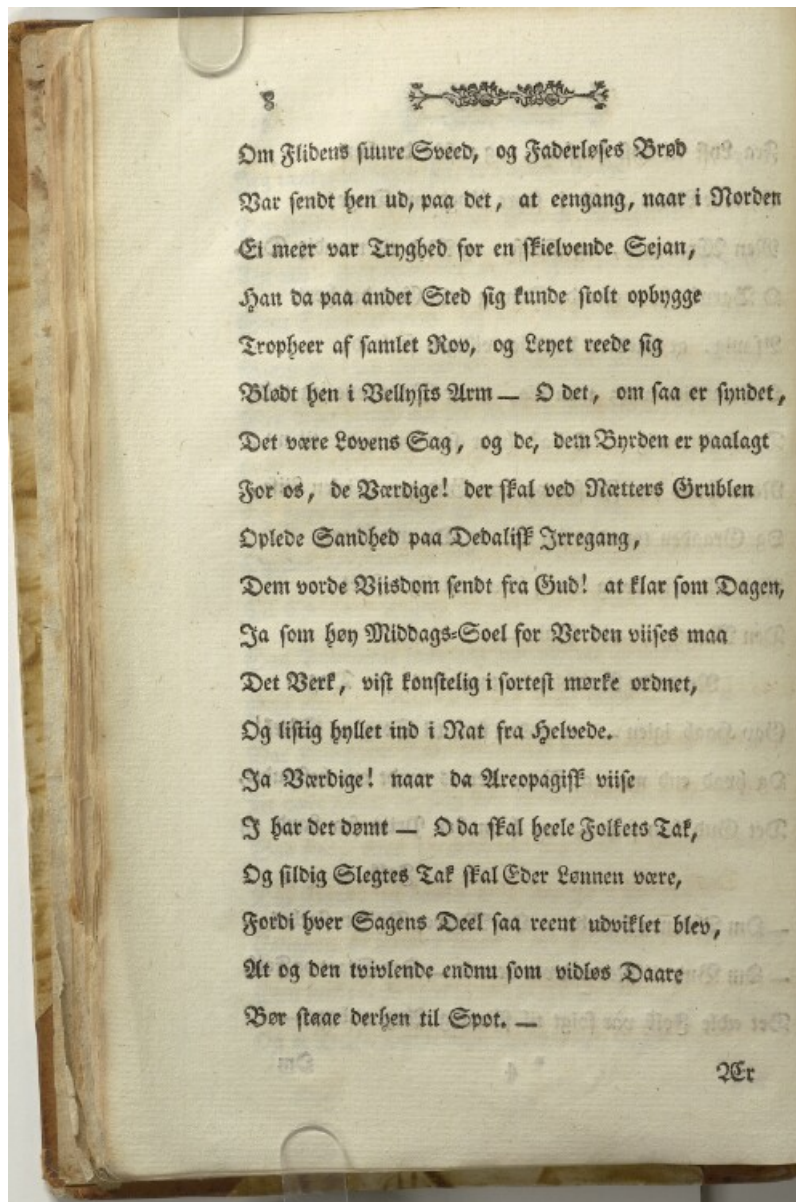 8
Om Flidens suure Sveed, og Faderløses Brød
Var sendt hen ud, paa det, at eengang, naar i Norden
Ei meer var Tryghed for en skielvende Sejan,
Han da paa andet Sted sig kunde stolt opbygge
Tropheer af samlet Rov, og Leyet reede sig
Blødt hen i Vellysts Arm — O det, om saa er syndet,
Det være Lovens Sag, og de, dem Byrden er paalagt
For os, de Værdige! der skal ved Nætters Grublen
Oplede Sandhed paa Dedalisk Irregang,
Dem vorde Viisdom sendt fra Gud! at klar som Dagen,
Ja som høy Middags-Soel for Verden viises maa
Det Verk, vist konstelig i sortest mørke ordnet,
Og listig hyllet ind i Nat fra Helvede.
Ja Værdige! naar da Areopagisk viise
I har det dømt — O da skal heele Folkets Tak,
Og sildig Slegtes Tak skal Eder Lønnen være,
Fordi hver Sagens Deel saa reent udviklet blev,
At og den tvivlende endnu som vidløs Daare
Bør staae derhen til Spot. —
Ær